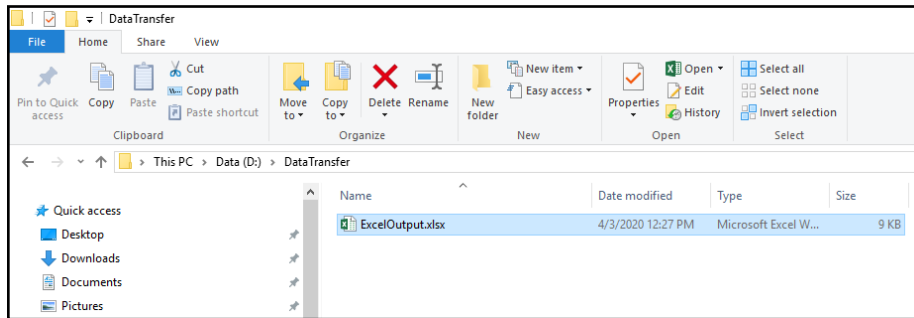 DataTransfer
File Home Share View
Pin to Quick access
Copy
Paste
Cut
Copy path
Paste shortcut
Clipboard
Move to
Copy to
Delete
Rename
Organize
New folder
New item
Easy access
New
Properties
Open
Edit
History
Open
Select all
Select none
Invert selection
Select
This PC > Data (D:) > DataTransfer
Name Date modified Type Size
ExcelOutput.xlsx 4/3/2020 12:27 PM Microsoft Excel W... 9 KB
Quick access
Desktop
Downloads
Documents
Pictures